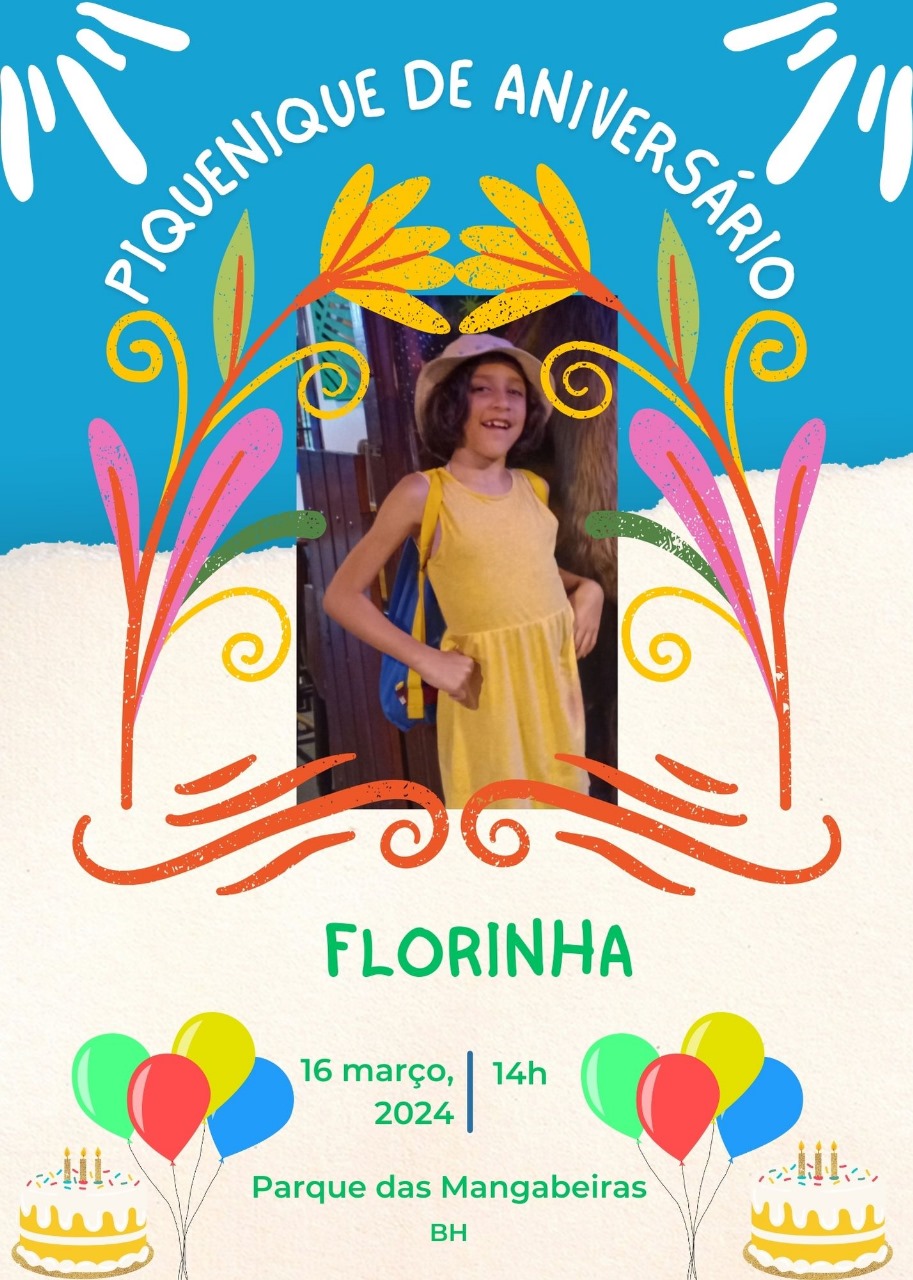 PIQUENIQUE DE ANIVERSÁRIO
FLORINHA
16 março,
2024
14h
Parque das Mangabeiras
BH